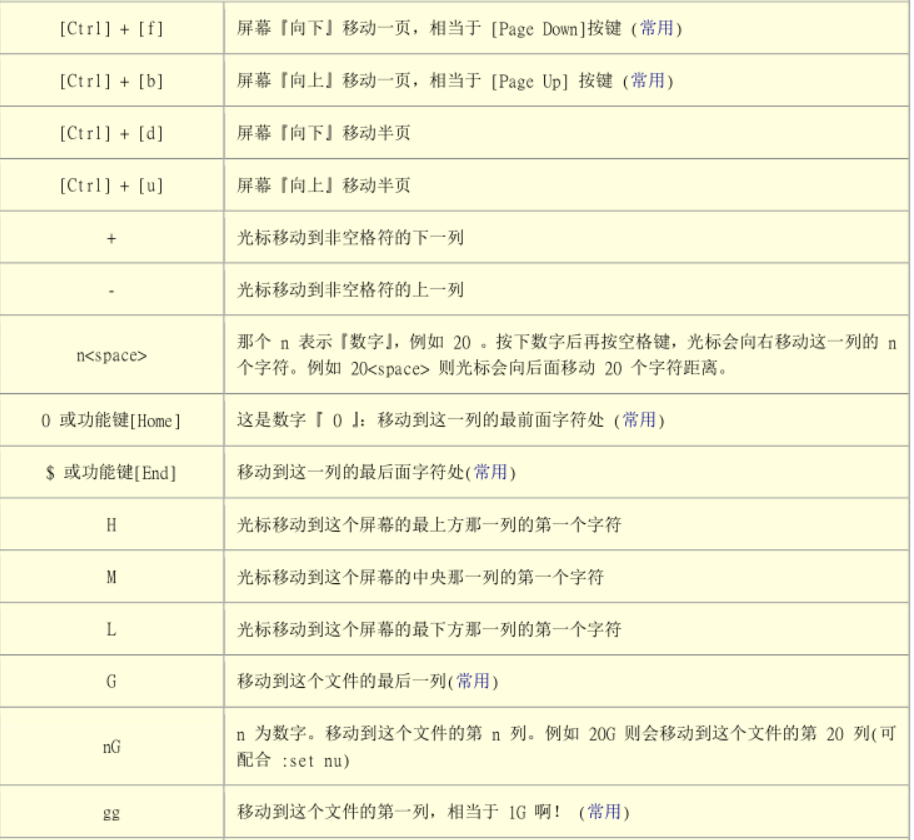 [Ctrl] + [f] 屏幕『向下』移动一页，相当于 [Page Down]按键 (常用)
[Ctrl] + [b] 屏幕『向上』移动一页，相当于 [Page Up] 按键 (常用)
[Ctrl] + [d] 屏幕『向下』移动半页
[Ctrl] + [u] 屏幕『向上』移动半页
+ 光标移动到非空格符的下一列
- 光标移动到非空格符的上一列
n<space> 那个 n 表示『数字』，例如 20 。按下数字后再按空格键，光标会向右移动这一列的 n
个字符。例如 20<space> 则光标会向后面移动 20 个字符距离。
0 或功能键[Home] 这是数字『 0 』：移动到这一列的最前面字符处 (常用)
$ 或功能键[End] 移动到这一列的最后面字符处(常用)
H 光标移动到这个屏幕的最上方那一列的第一个字符
M 光标移动到这个屏幕的中央那一列的第一个字符
L 光标移动到这个屏幕的最下方那一列的第一个字符
G 移动到这个文件的最后一列(常用)
nG n 为数字。移动到这个文件的第 n 列。例如 20G 则会移动到这个文件的第 20 列(可
配合 :set nu)
gg 移动到这个文件的第一列，相当于 1G 啊！ (常用)